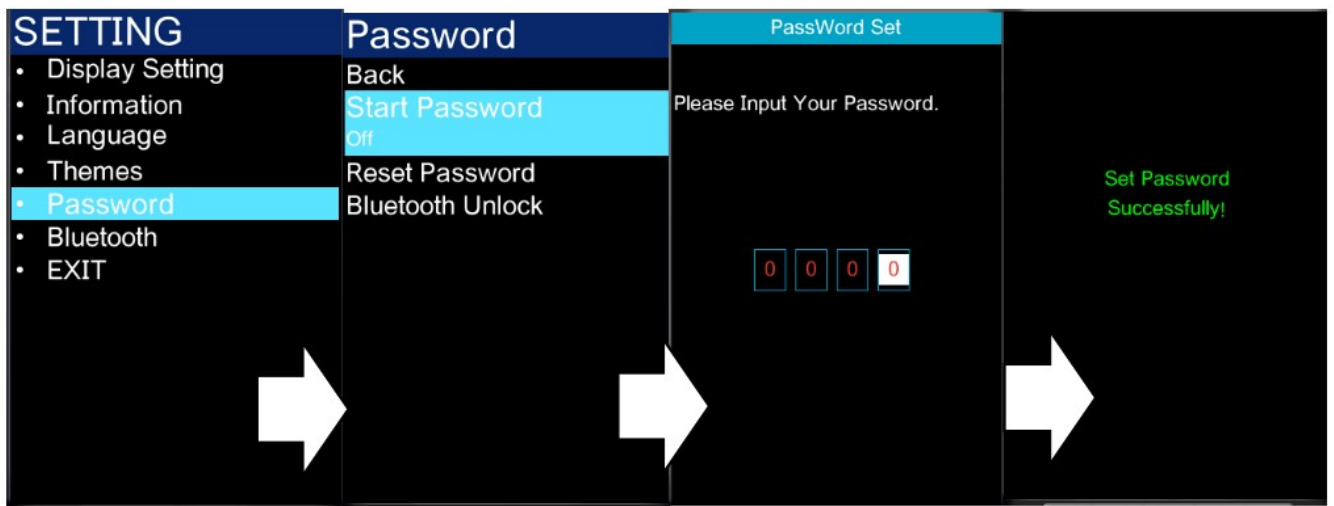 SETTING
• Display Setting
• Information
• Language
• Themes
• Password
• Bluetooth
• EXIT
Password
Back
Start Password
Off
Reset Password
Bluetooth Unlock
PassWord Set
Please Input Your Password.
0 0 0 0
Set Password
Successfully!